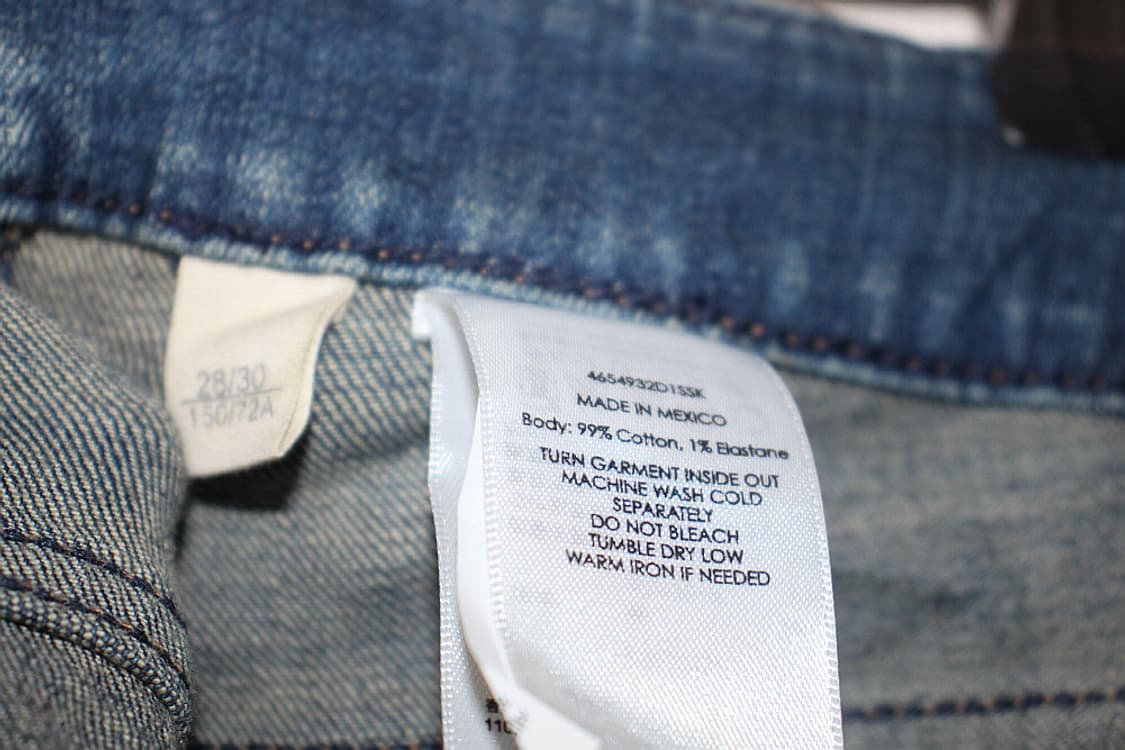 28/30
150/72A
4654932D1SSK
MADE IN MEXICO
Body: 99% Cotton, 1% Elastane
TURN GARMENT INSIDE OUT
MACHINE WASH COLD
SEPARATELY
DO NOT BLEACH
TUMBLE DRY LOW
WARM IRON IF NEEDED